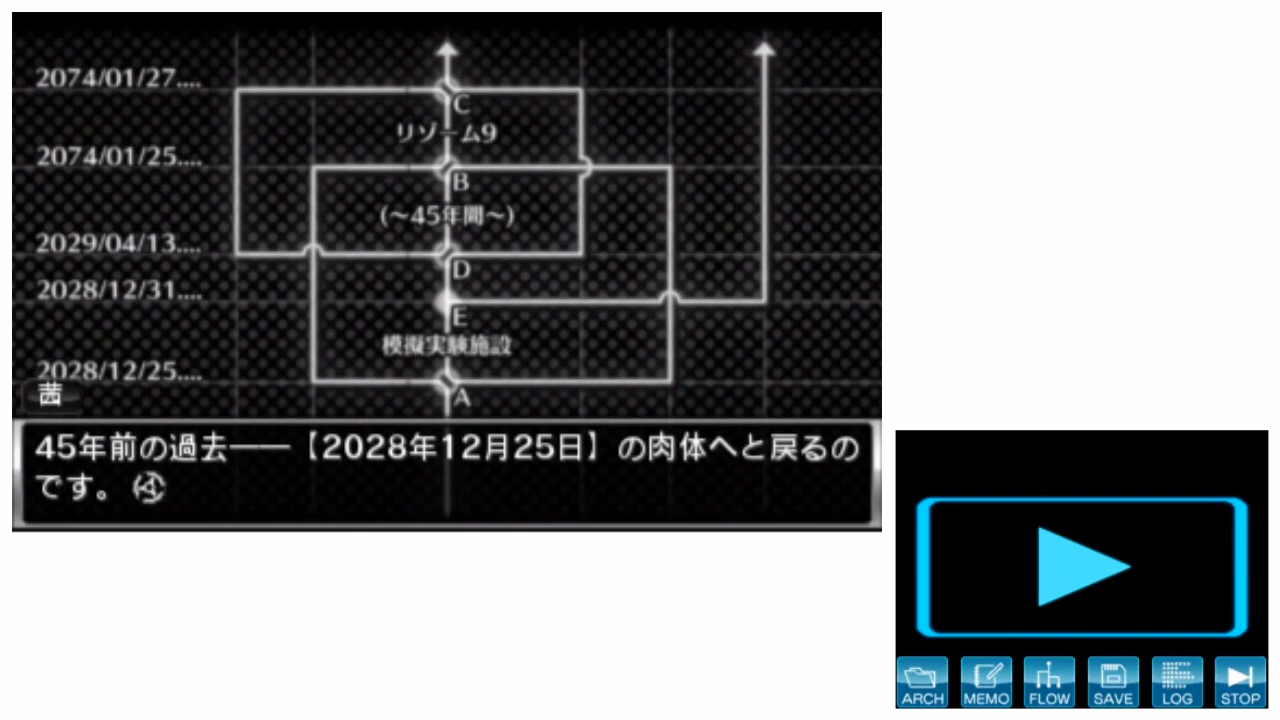 2074/01/27....
C
リゾーム9
2074/01/25....
B
(～45年間～)
2029/04/13....
D
2028/12/31....
E
模擬実験施設
2028/12/25....
A
茜
45年前の過去――【2028年12月25日】の肉体へと戻るの
です。
ARCH
MEMO
FLOW
SAVE
LOG
STOP